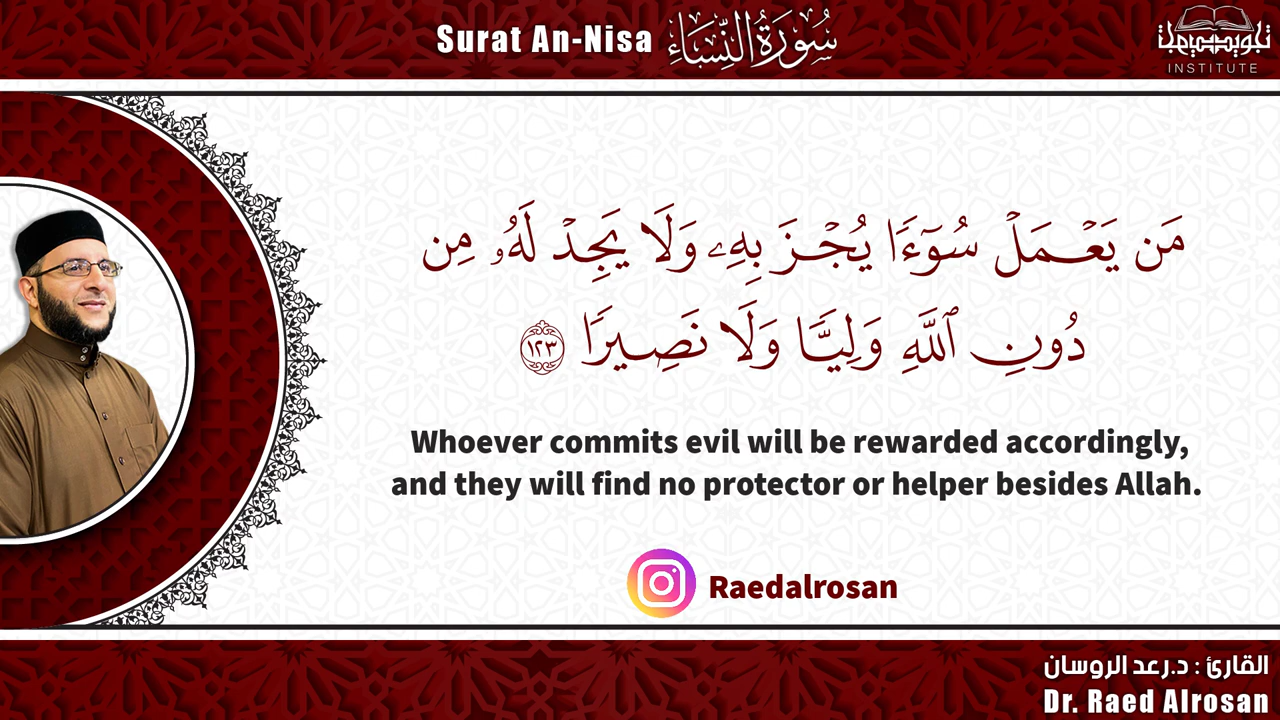 Surat An-Nisa سُورَةُ النِّسَاءِ
INSTITUTE
مَن يَعْمَلْ سُوٓءًا يُجْزَ بِهِۦ وَلَا يَجِدْ لَهُۥ مِن
دُونِ ٱللَّهِ وَلِيًّا وَلَا نَصِيرًا ١٢٣
Whoever commits evil will be rewarded accordingly,
and they will find no protector or helper besides Allah.
Raedalrosan
القارئ : د.رعد الروسان
Dr. Raed Alrosan